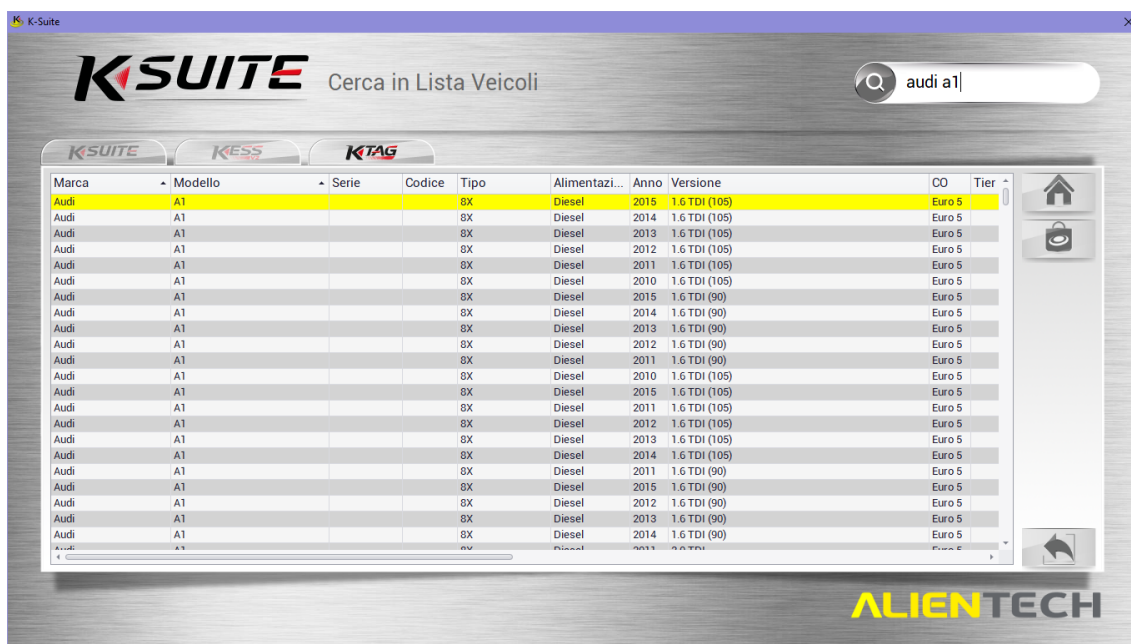 K-Suite
KSUITE Cerca in Lista Veicoli audi a1
KSUITE KESS KTAG
Marca Modello Serie Codice Tipo Alimentazi... Anno Versione CO Tier
Audi A1 8X Diesel 2015 1.6 TDI (105) Euro 5
Audi A1 8X Diesel 2014 1.6 TDI (105) Euro 5
Audi A1 8X Diesel 2013 1.6 TDI (105) Euro 5
Audi A1 8X Diesel 2012 1.6 TDI (105) Euro 5
Audi A1 8X Diesel 2011 1.6 TDI (105) Euro 5
Audi A1 8X Diesel 2010 1.6 TDI (105) Euro 5
Audi A1 8X Diesel 2015 1.6 TDI (90) Euro 5
Audi A1 8X Diesel 2014 1.6 TDI (90) Euro 5
Audi A1 8X Diesel 2013 1.6 TDI (90) Euro 5
Audi A1 8X Diesel 2012 1.6 TDI (90) Euro 5
Audi A1 8X Diesel 2011 1.6 TDI (90) Euro 5
Audi A1 8X Diesel 2010 1.6 TDI (105) Euro 5
Audi A1 8X Diesel 2015 1.6 TDI (105) Euro 5
Audi A1 8X Diesel 2011 1.6 TDI (105) Euro 5
Audi A1 8X Diesel 2012 1.6 TDI (105) Euro 5
Audi A1 8X Diesel 2013 1.6 TDI (105) Euro 5
Audi A1 8X Diesel 2014 1.6 TDI (105) Euro 5
Audi A1 8X Diesel 2011 1.6 TDI (90) Euro 5
Audi A1 8X Diesel 2015 1.6 TDI (90) Euro 5
Audi A1 8X Diesel 2012 1.6 TDI (90) Euro 5
Audi A1 8X Diesel 2013 1.6 TDI (90) Euro 5
Audi A1 8X Diesel 2014 1.6 TDI (90) Euro 5
Audi A1 8X Diesel 2011 2.0 TDI Euro 5
ALIENTECH